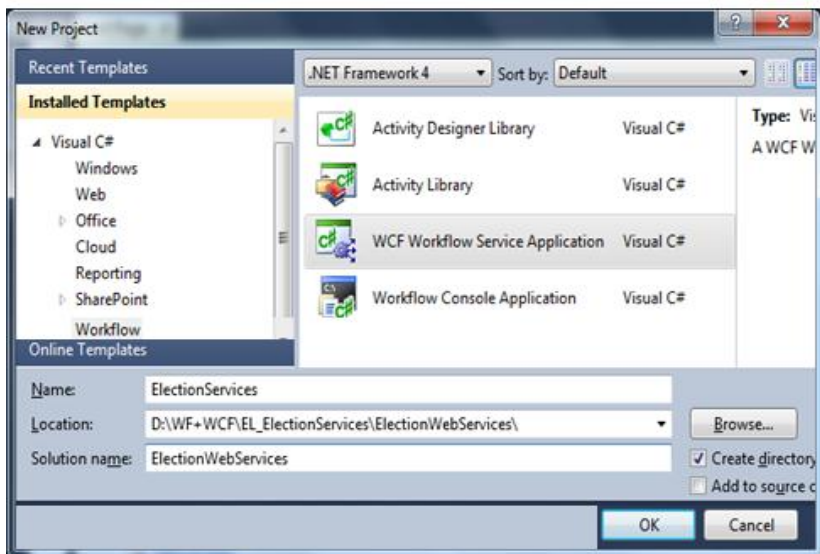 New Project
Recent Templates
Installed Templates
Visual C#
Windows
Web
Office
Cloud
Reporting
SharePoint
Workflow
Online Templates
.NET Framework 4
Sort by: Default
Activity Designer Library Visual C#
Activity Library Visual C#
WCF Workflow Service Application Visual C#
Workflow Console Application Visual C#
Type: Vis
A WCF W
Name: ElectionServices
Location: D:\WF+WCF\EL_ElectionServices\ElectionWebServices\
Browse...
Solution name: ElectionWebServices
Create directory
Add to source c
OK Cancel